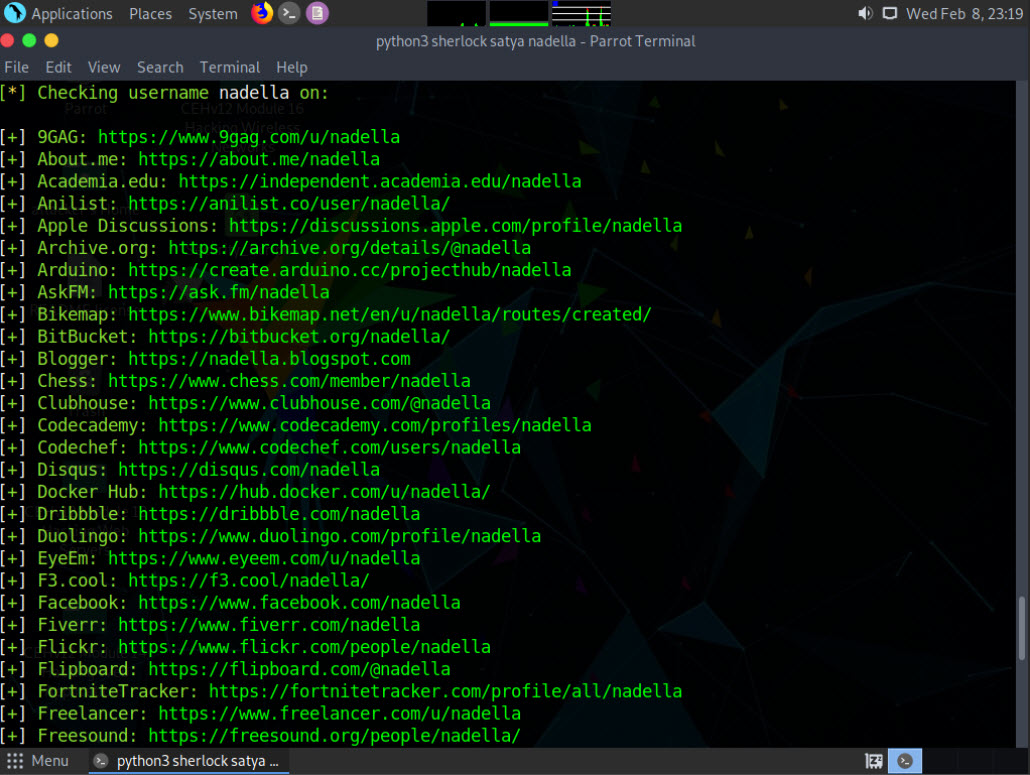 Applications Places System Wed Feb 8, 23:19
python3 sherlock satya nadella - Parrot Terminal
File Edit View Search Terminal Help
[*] Checking username nadella on:
[+] 9GAG: https://www.9gag.com/u/nadella
[+] About.me: https://about.me/nadella
[+] Academia.edu: https://independent.academia.edu/nadella
[+] Anilist: https://anilist.co/user/nadella/
[+] Apple Discussions: https://discussions.apple.com/profile/nadella
[+] Archive.org: https://archive.org/details/@nadella
[+] Arduino: https://create.arduino.cc/projecthub/nadella
[+] AskFM: https://ask.fm/nadella
[+] Bikemap: https://www.bikemap.net/en/u/nadella/routes/created/
[+] BitBucket: https://bitbucket.org/nadella/
[+] Blogger: https://nadella.blogspot.com
[+] Chess: https://www.chess.com/member/nadella
[+] Clubhouse: https://www.clubhouse.com/@nadella
[+] Codecademy: https://www.codecademy.com/profiles/nadella
[+] Codechef: https://www.codechef.com/users/nadella
[+] Disqus: https://disqus.com/nadella
[+] Docker Hub: https://hub.docker.com/u/nadella/
[+] Dribbble: https://dribbble.com/nadella
[+] Duolingo: https://www.duolingo.com/profile/nadella
[+] EyeEm: https://www.eyeem.com/u/nadella
[+] F3.cool: https://f3.cool/nadella/
[+] Facebook: https://www.facebook.com/nadella
[+] Fiverr: https://www.fiverr.com/nadella
[+] Flickr: https://www.flickr.com/people/nadella
[+] Flipboard: https://flipboard.com/@nadella
[+] FortniteTracker: https://fortnitetracker.com/profile/all/nadella
[+] Freelancer: https://www.freelancer.com/u/nadella
[+] Freesound: https://freesound.org/people/nadella/
Menu python3 sherlock satya ...